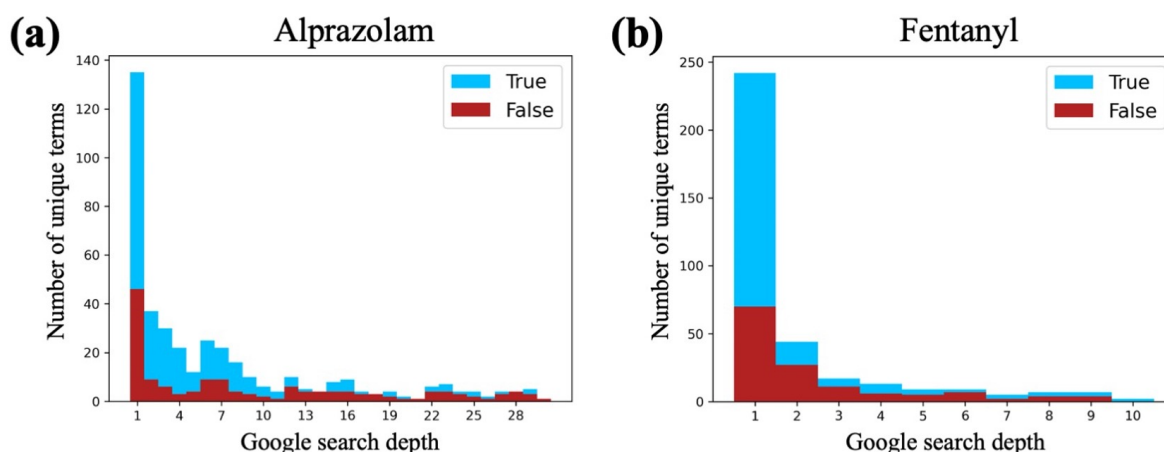 (a) Alprazolam
Number of unique terms
140
120
100
80
60
40
20
0
True
False
1 4 7 10 13 16 19 22 25 28
Google search depth
(b) Fentanyl
Number of unique terms
250
200
150
100
50
0
True
False
1 2 3 4 5 6 7 8 9 10
Google search depth